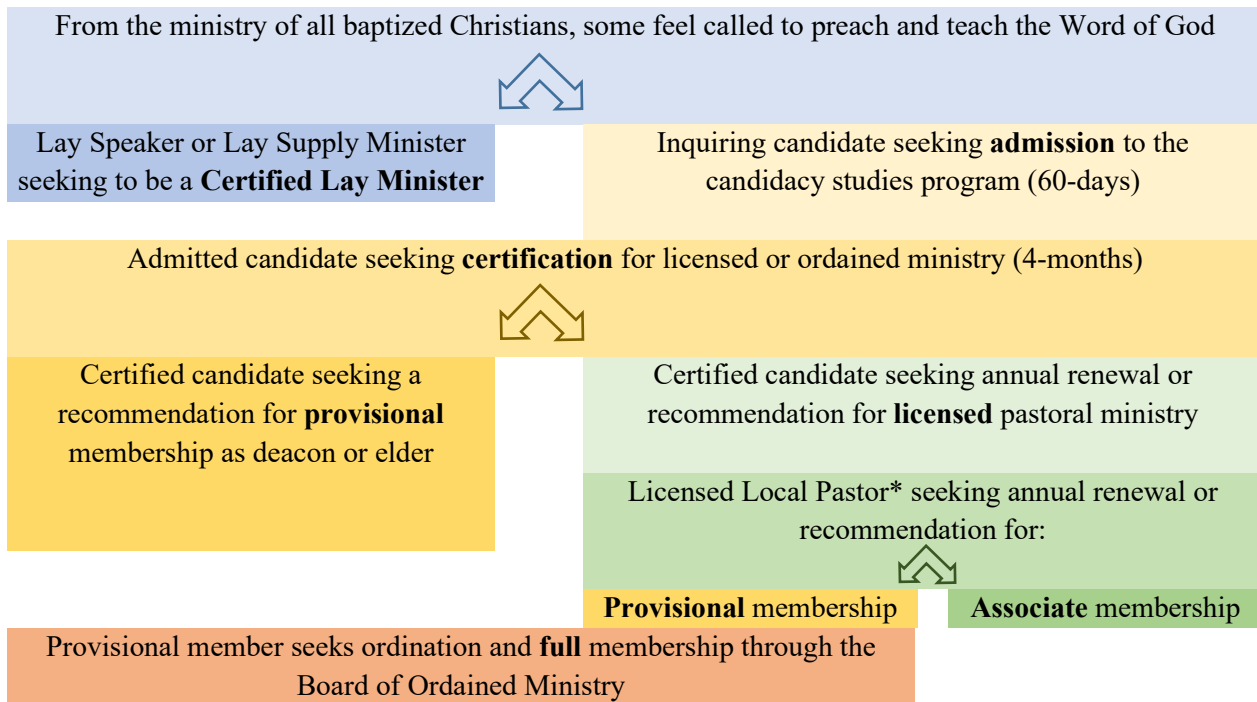 From the ministry of all baptized Christians, some feel called to preach and teach the Word of God
Lay Speaker or Lay Supply Minister
seeking to be a Certified Lay Minister
Inquiring candidate seeking admission to the
candidacy studies program (60-days)
Admitted candidate seeking certification for licensed or ordained ministry (4-months)
Certified candidate seeking a
recommendation for provisional
membership as deacon or elder
Certified candidate seeking annual renewal or
recommendation for licensed pastoral ministry
Licensed Local Pastor* seeking annual renewal or
recommendation for:
Provisional membership
Associate membership
Provisional member seeks ordination and full membership through the
Board of Ordained Ministry